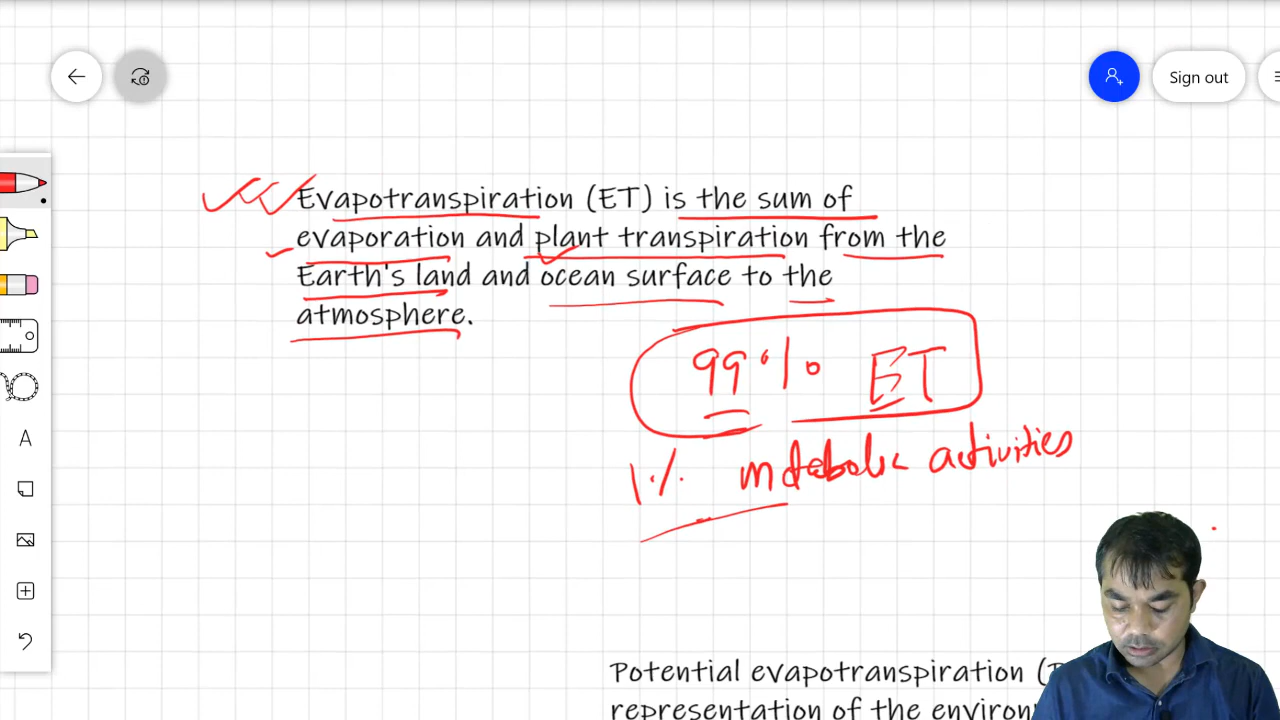 Sign out
Evapotranspiration (ET) is the sum of
evaporation and plant transpiration from the
Earth's land and ocean surface to the
atmosphere.
99% ET
1% metabolic activities
A
Potential evapotranspiration (
representation of the environ